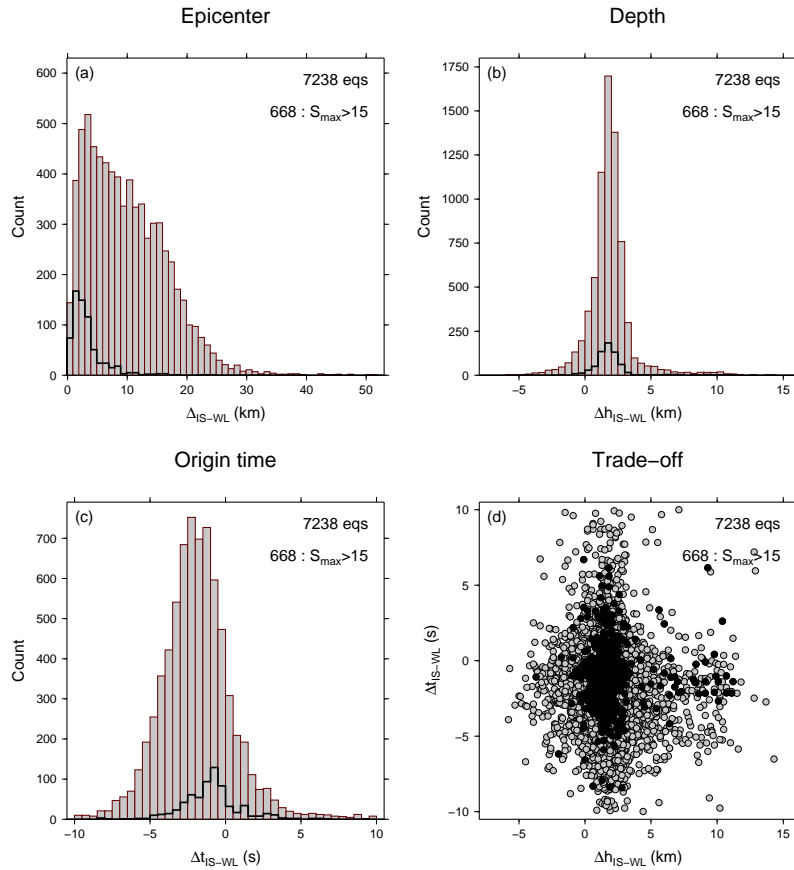 Epicenter
(a)
7238 eqs
668 : Smax>15
Count
600
500
400
300
200
100
0
0 10 20 30 40 50
ΔIS−WL (km)
Depth
(b)
7238 eqs
668 : Smax>15
Count
1750
1500
1250
1000
750
500
250
0
−5 0 5 10 15
ΔhIS−WL (km)
Origin time
(c)
7238 eqs
668 : Smax>15
Count
700
600
500
400
300
200
100
0
−10 −5 0 5 10
ΔtIS−WL (s)
Trade−off
(d)
7238 eqs
668 : Smax>15
ΔtIS−WL (s)
10
5
0
−5
−10
−5 0 5 10 15
ΔhIS−WL (km)